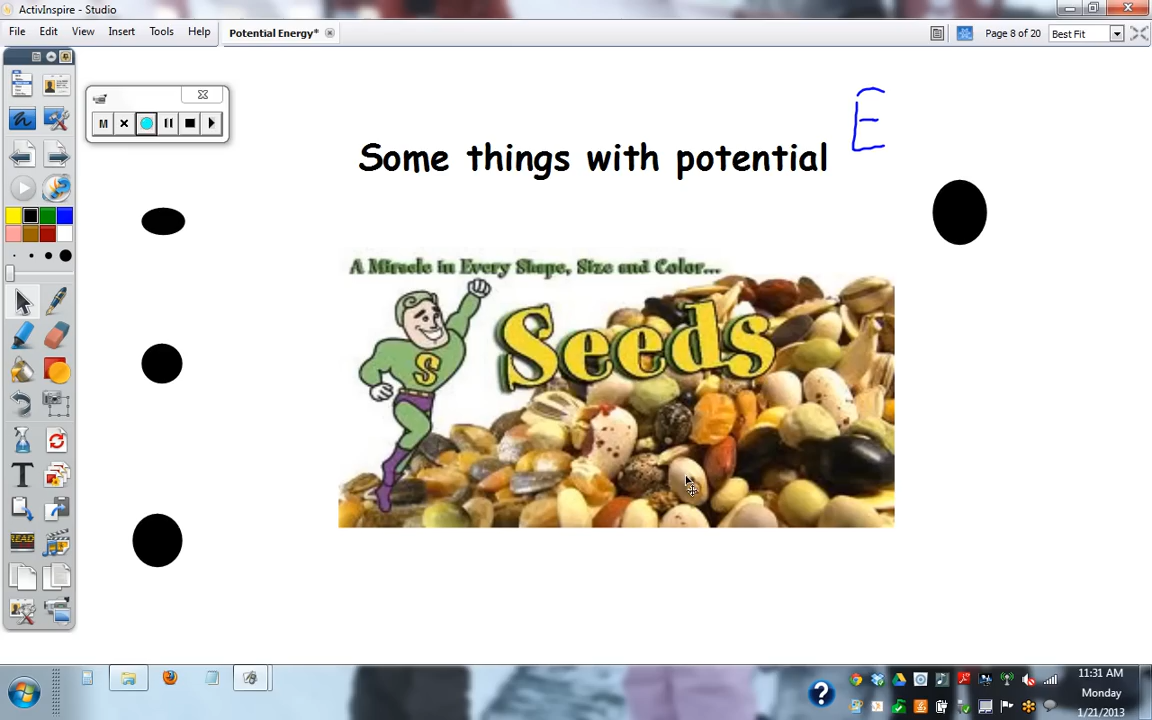 ActivInspire - Studio
File Edit View Insert Tools Help
Potential Energy*
Page 8 of 20
Best Fit
M
E
Some things with potential
A Miracle in Every Shape, Size and Color...
Seeds
S
T
?
11:31 AM
Monday
1/21/2013